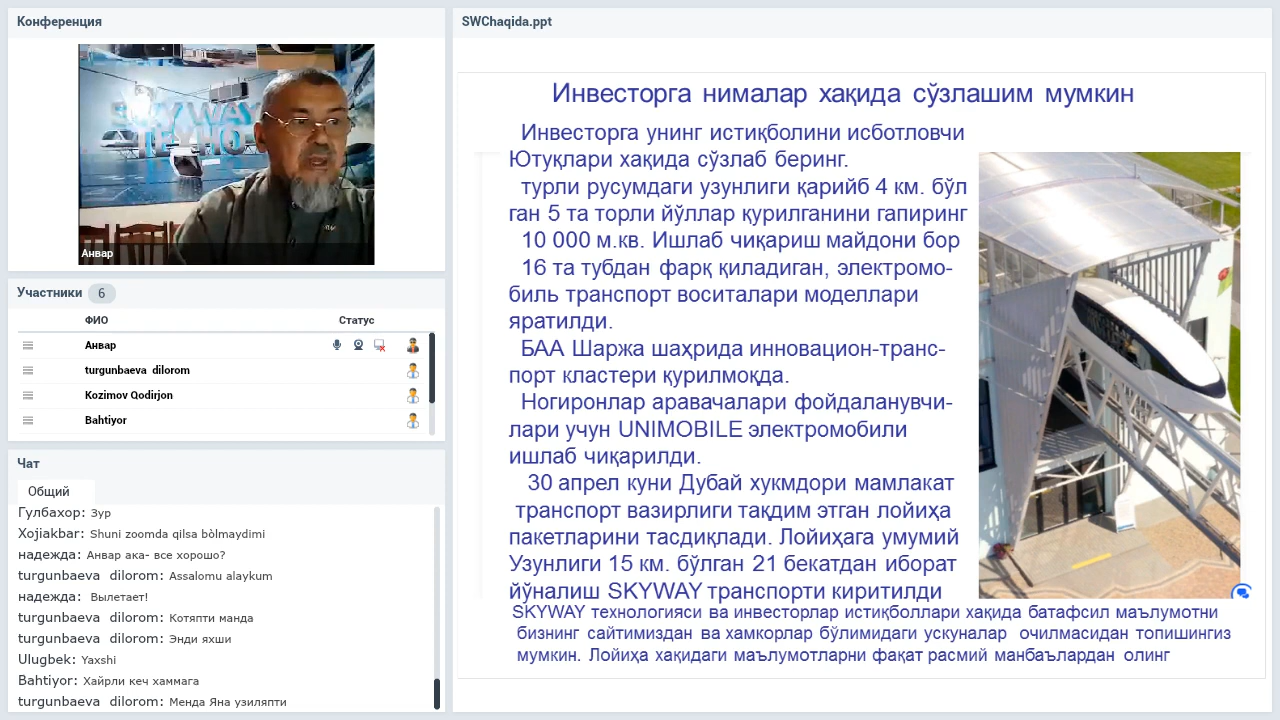 Конференция
SKYWAY
ТЕХНО
Анвар
Участники 6
ФИО Статус
Анвар
turgunbaeva dilorom
Kozimov Qodirjon
Bahtiyor
Чат
Общий
Гулбахор: Зур
Xojiakbar: Shuni zoomda qilsa bòlmaydimi
надежда: Анвар ака- все хорошо?
turgunbaeva dilorom: Assalomu alaykum
надежда: Вылетает!
turgunbaeva dilorom: Котяпти манда
turgunbaeva dilorom: Энди яхши
Ulugbek: Yaxshi
Bahtiyor: Хайрли кеч хаммага
turgunbaeva dilorom: Менда Яна узиляпти
SWChaqida.ppt
Инвесторга нималар хақида сўзлашим мумкин
Инвесторга унинг истиқболини исботловчи
Ютуқлари хақида сўзлаб беринг.
турли русумдаги узунлиги қарийб 4 км. бўл
ган 5 та торли йўллар қурилганини гапиринг
10 000 м.кв. Ишлаб чиқариш майдони бор
16 та тубдан фарқ қиладиган, электромо-
биль транспорт воситалари моделлари
яратилди.
БАА Шаржа шаҳрида инновацион-транс-
порт кластери қурилмоқда.
Ногиронлар аравачалари фойдаланувчи-
лари учун UNIMOBILE электромобили
ишлаб чиқарилди.
30 апрел куни Дубай хукмдори мамлакат
транспорт вазирлиги тақдим этган лойиҳа
пакетларини тасдиқлади. Лойиҳага умумий
Узунлиги 15 км. бўлган 21 бекатдан иборат
йўналиш SKYWAY транспорти киритилди
SKYWAY технологияси ва инвесторлар истиқболлари хақида батафсил маълумотни
бизнинг сайтимиздан ва хамкорлар бўлимидаги ускуналар очилмасидан топишингиз
мумкин. Лойиҳа хақидаги маълумотларни фақат расмий манбаълардан олинг